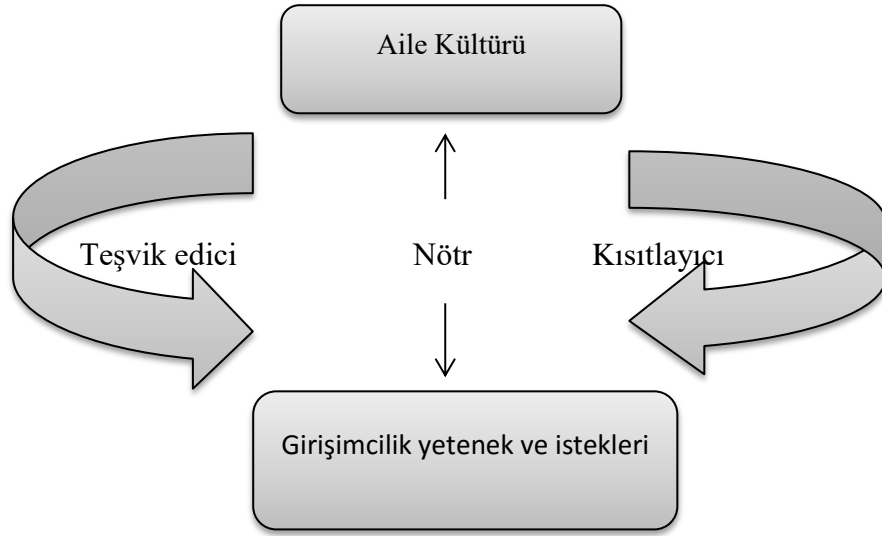 Aile Kültürü
Teşvik edici Nötr Kısıtlayıcı
Girişimcilik yetenek ve istekleri